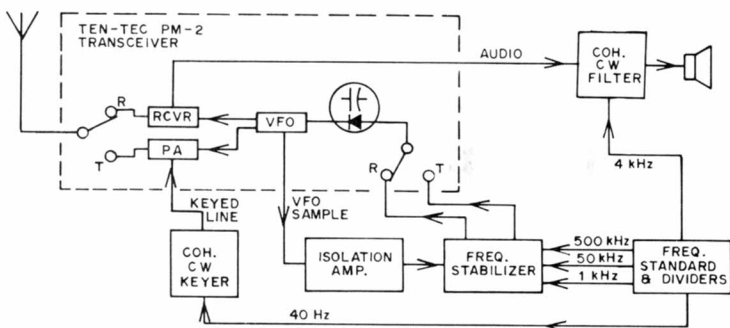 TEN-TEC PM-2
TRANSCEIVER
AUDIO
COH.
CW
FILTER
R
RCVR
VFO
PA
T
R
T
4 kHz
KEYED
LINE
VFO
SAMPLE
COH.
CW
KEYER
ISOLATION
AMP.
FREQ.
STABILIZER
500 kHz
50 kHz
1 kHz
FREQ.
STANDARD
& DIVIDERS
40 Hz